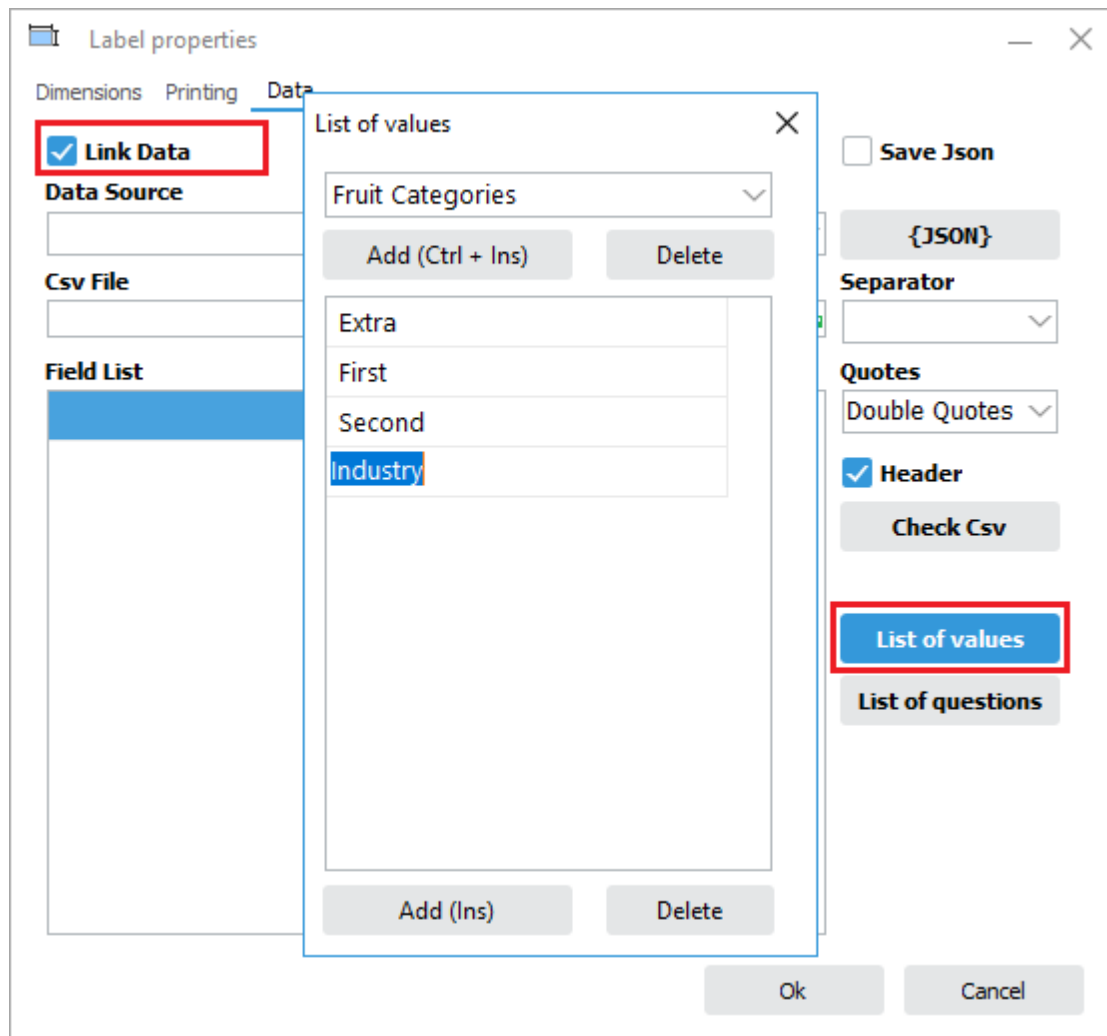 Label properties
Dimensions Printing Data
List of values
Link Data
Save Json
Data Source
Fruit Categories
{JSON}
Add (Ctrl + Ins) Delete
Csv File
Separator
Extra
Field List
First
Quotes
Second
Double Quotes
Industry
Header
Check Csv
List of values
List of questions
Add (Ins) Delete
Ok Cancel